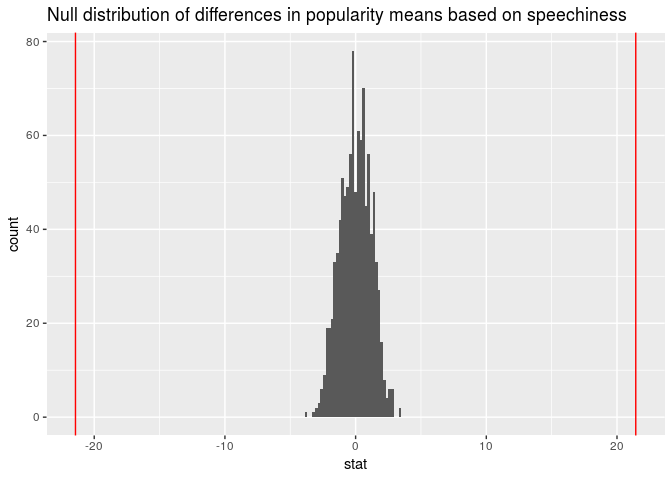 Null distribution of differences in popularity means based on speechiness
80
60
40
20
0
count
-20 -10 0 10 20
stat